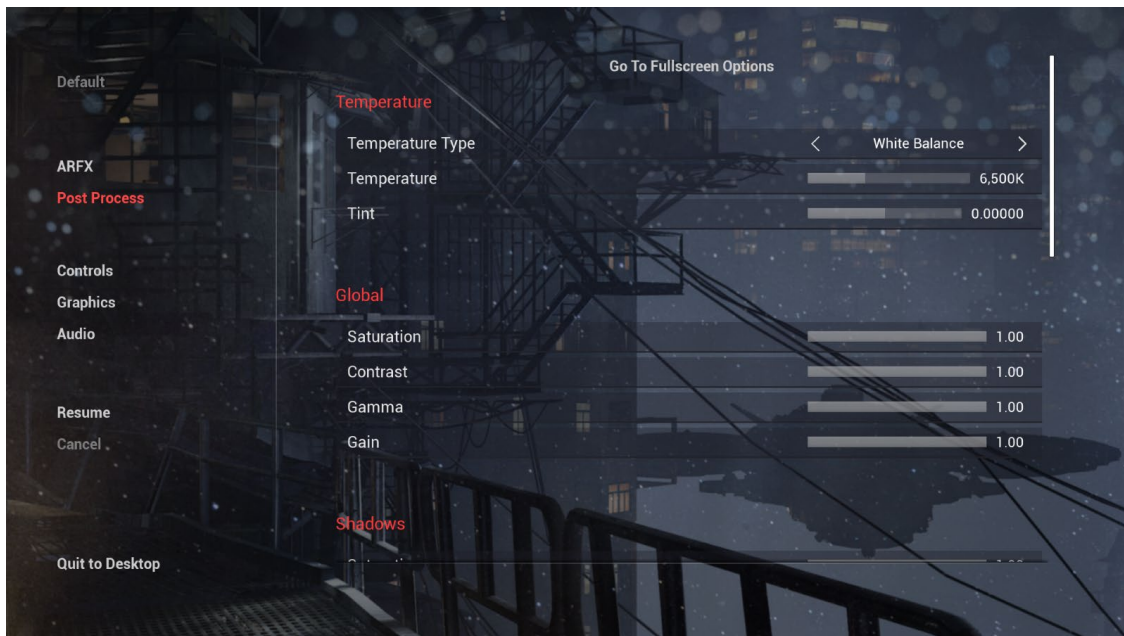 Go To Fullscreen Options
Default
ARFX
Post Process
Controls
Graphics
Audio
Resume
Cancel
Quit to Desktop
Temperature
Temperature Type < White Balance >
Temperature 6,500K
Tint 0.00000
Global
Saturation 1.00
Contrast 1.00
Gamma 1.00
Gain 1.00
Shadows